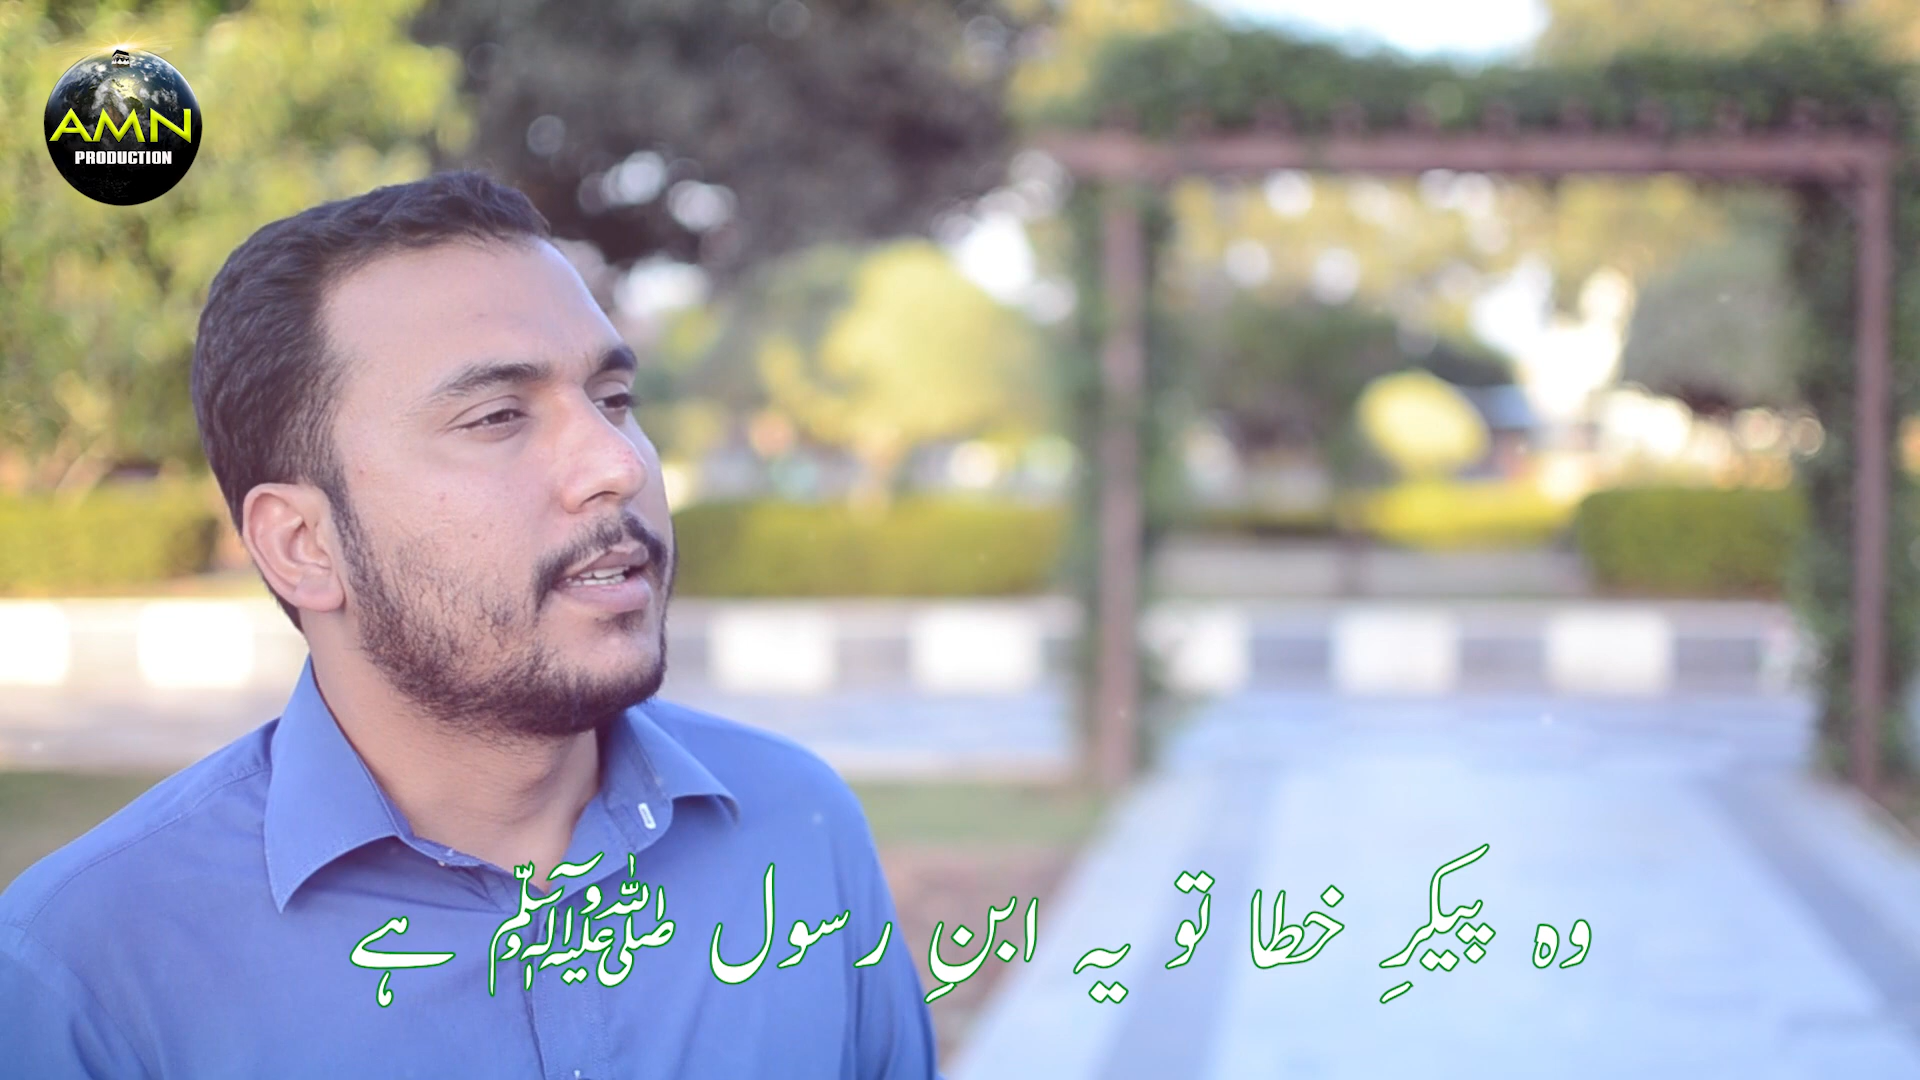 AMN
PRODUCTION
وہ پیکرِ خطا تو یہ ابنِ رسول ﷺ ہے